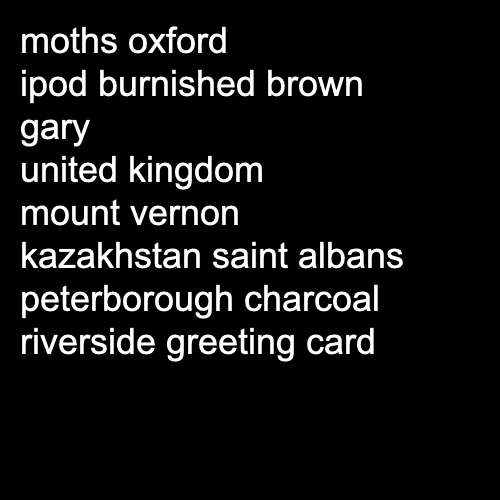 moths oxford
ipod burnished brown
gary
united kingdom
mount vernon
kazakhstan saint albans
peterborough charcoal
riverside greeting card